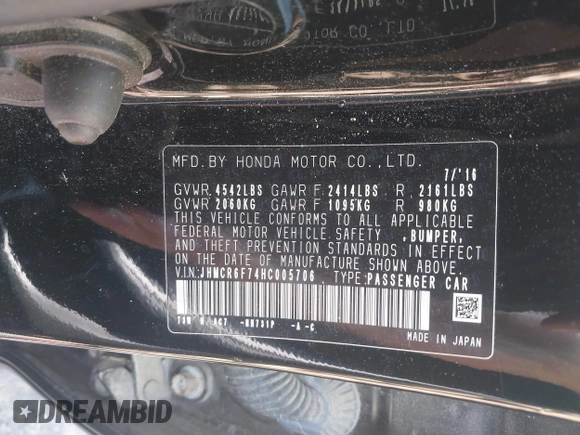 MFD.BY HONDA MOTOR CO.,LTD.
7/'16
GVWR 4542LBS GAWR F 2414LBS R 2161LBS
GVWR 2060KG GAWR F 1095KG R 980KG
THIS VEHICLE CONFORMS TO ALL APPLICABLE
FEDERAL MOTOR VEHICLE SAFETY ,BUMPER,
AND THEFT PREVENTION STANDARDS IN EFFECT
ON THE DATE OF MANUFACTURE SHOWN ABOVE.
V.I.N:JHMCR6F74HC005706 TYPE:PASSENGER CAR
-A -C
MADE IN JAPAN
DREAMBID